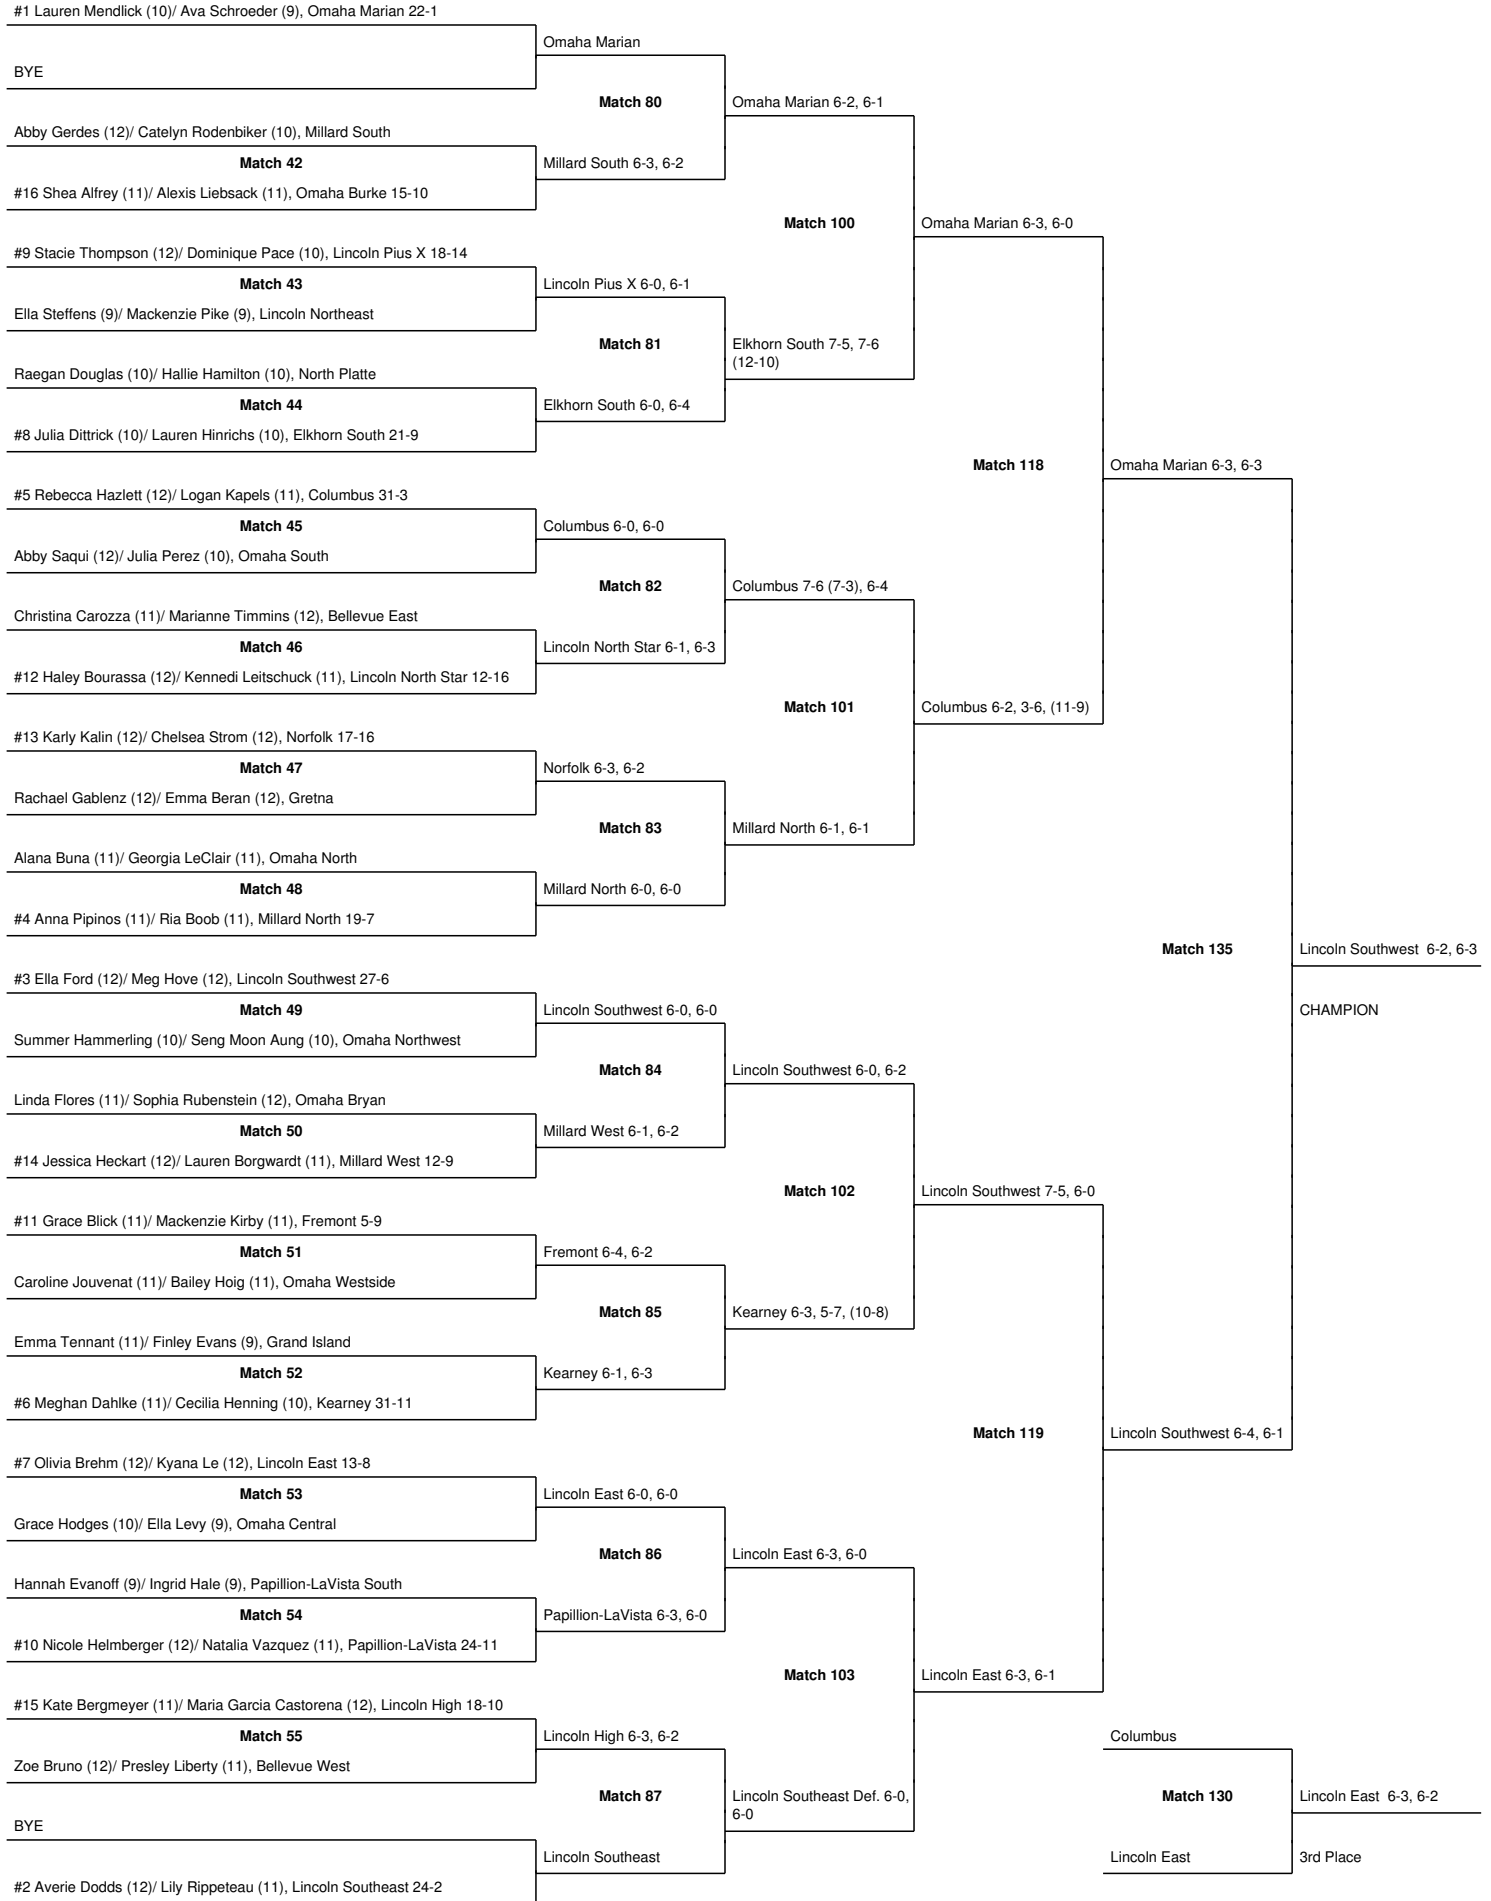 #1 Lauren Mendlick (10)/ Ava Schroeder (9), Omaha Marian 22-1
Omaha Marian
BYE
Match 80
Omaha Marian 6-2, 6-1
Abby Gerdes (12)/ Catelyn Rodenbiker (10), Millard South
Match 42
Millard South 6-3, 6-2
#16 Shea Alfrey (11)/ Alexis Liebsack (11), Omaha Burke 15-10
Match 100
Omaha Marian 6-3, 6-0
#9 Stacie Thompson (12)/ Dominique Pace (10), Lincoln Pius X 18-14
Match 43
Lincoln Pius X 6-0, 6-1
Ella Steffens (9)/ Mackenzie Pike (9), Lincoln Northeast
Match 81
Elkhorn South 7-5, 7-6
(12-10)
Raegan Douglas (10)/ Hallie Hamilton (10), North Platte
Match 44
Elkhorn South 6-0, 6-4
#8 Julia Dittrick (10)/ Lauren Hinrichs (10), Elkhorn South 21-9
Match 118
Omaha Marian 6-3, 6-3
#5 Rebecca Hazlett (12)/ Logan Kapels (11), Columbus 31-3
Match 45
Columbus 6-0, 6-0
Abby Saqui (12)/ Julia Perez (10), Omaha South
Match 82
Columbus 7-6 (7-3), 6-4
Christina Carozza (11)/ Marianne Timmins (12), Bellevue East
Match 46
Lincoln North Star 6-1, 6-3
#12 Haley Bourassa (12)/ Kennedi Leitschuck (11), Lincoln North Star 12-16
Match 101
Columbus 6-2, 3-6, (11-9)
#13 Karly Kalin (12)/ Chelsea Strom (12), Norfolk 17-16
Match 47
Norfolk 6-3, 6-2
Rachael Gablenz (12)/ Emma Beran (12), Gretna
Match 83
Millard North 6-1, 6-1
Alana Buna (11)/ Georgia LeClair (11), Omaha North
Match 48
Millard North 6-0, 6-0
#4 Anna Pipinos (11)/ Ria Boob (11), Millard North 19-7
Match 135
Lincoln Southwest  6-2, 6-3
#3 Ella Ford (12)/ Meg Hove (12), Lincoln Southwest 27-6
Match 49
Lincoln Southwest 6-0, 6-0
CHAMPION
Summer Hammerling (10)/ Seng Moon Aung (10), Omaha Northwest
Match 84
Lincoln Southwest 6-0, 6-2
Linda Flores (11)/ Sophia Rubenstein (12), Omaha Bryan
Match 50
Millard West 6-1, 6-2
#14 Jessica Heckart (12)/ Lauren Borgwardt (11), Millard West 12-9
Match 102
Lincoln Southwest 7-5, 6-0
#11 Grace Blick (11)/ Mackenzie Kirby (11), Fremont 5-9
Match 51
Fremont 6-4, 6-2
Caroline Jouvenat (11)/ Bailey Hoig (11), Omaha Westside
Match 85
Kearney 6-3, 5-7, (10-8)
Emma Tennant (11)/ Finley Evans (9), Grand Island
Match 52
Kearney 6-1, 6-3
#6 Meghan Dahlke (11)/ Cecilia Henning (10), Kearney 31-11
Match 119
Lincoln Southwest 6-4, 6-1
#7 Olivia Brehm (12)/ Kyana Le (12), Lincoln East 13-8
Match 53
Lincoln East 6-0, 6-0
Grace Hodges (10)/ Ella Levy (9), Omaha Central
Match 86
Lincoln East 6-3, 6-0
Hannah Evanoff (9)/ Ingrid Hale (9), Papillion-LaVista South
Match 54
Papillion-LaVista 6-3, 6-0
#10 Nicole Helmberger (12)/ Natalia Vazquez (11), Papillion-LaVista 24-11
Match 103
Lincoln East 6-3, 6-1
#15 Kate Bergmeyer (11)/ Maria Garcia Castorena (12), Lincoln High 18-10
Match 55
Lincoln High 6-3, 6-2
Columbus
Zoe Bruno (12)/ Presley Liberty (11), Bellevue West
Match 87
Lincoln Southeast Def. 6-0,
6-0
Match 130
Lincoln East  6-3, 6-2
BYE
Lincoln Southeast
Lincoln East
3rd Place
#2 Averie Dodds (12)/ Lily Rippeteau (11), Lincoln Southeast 24-2